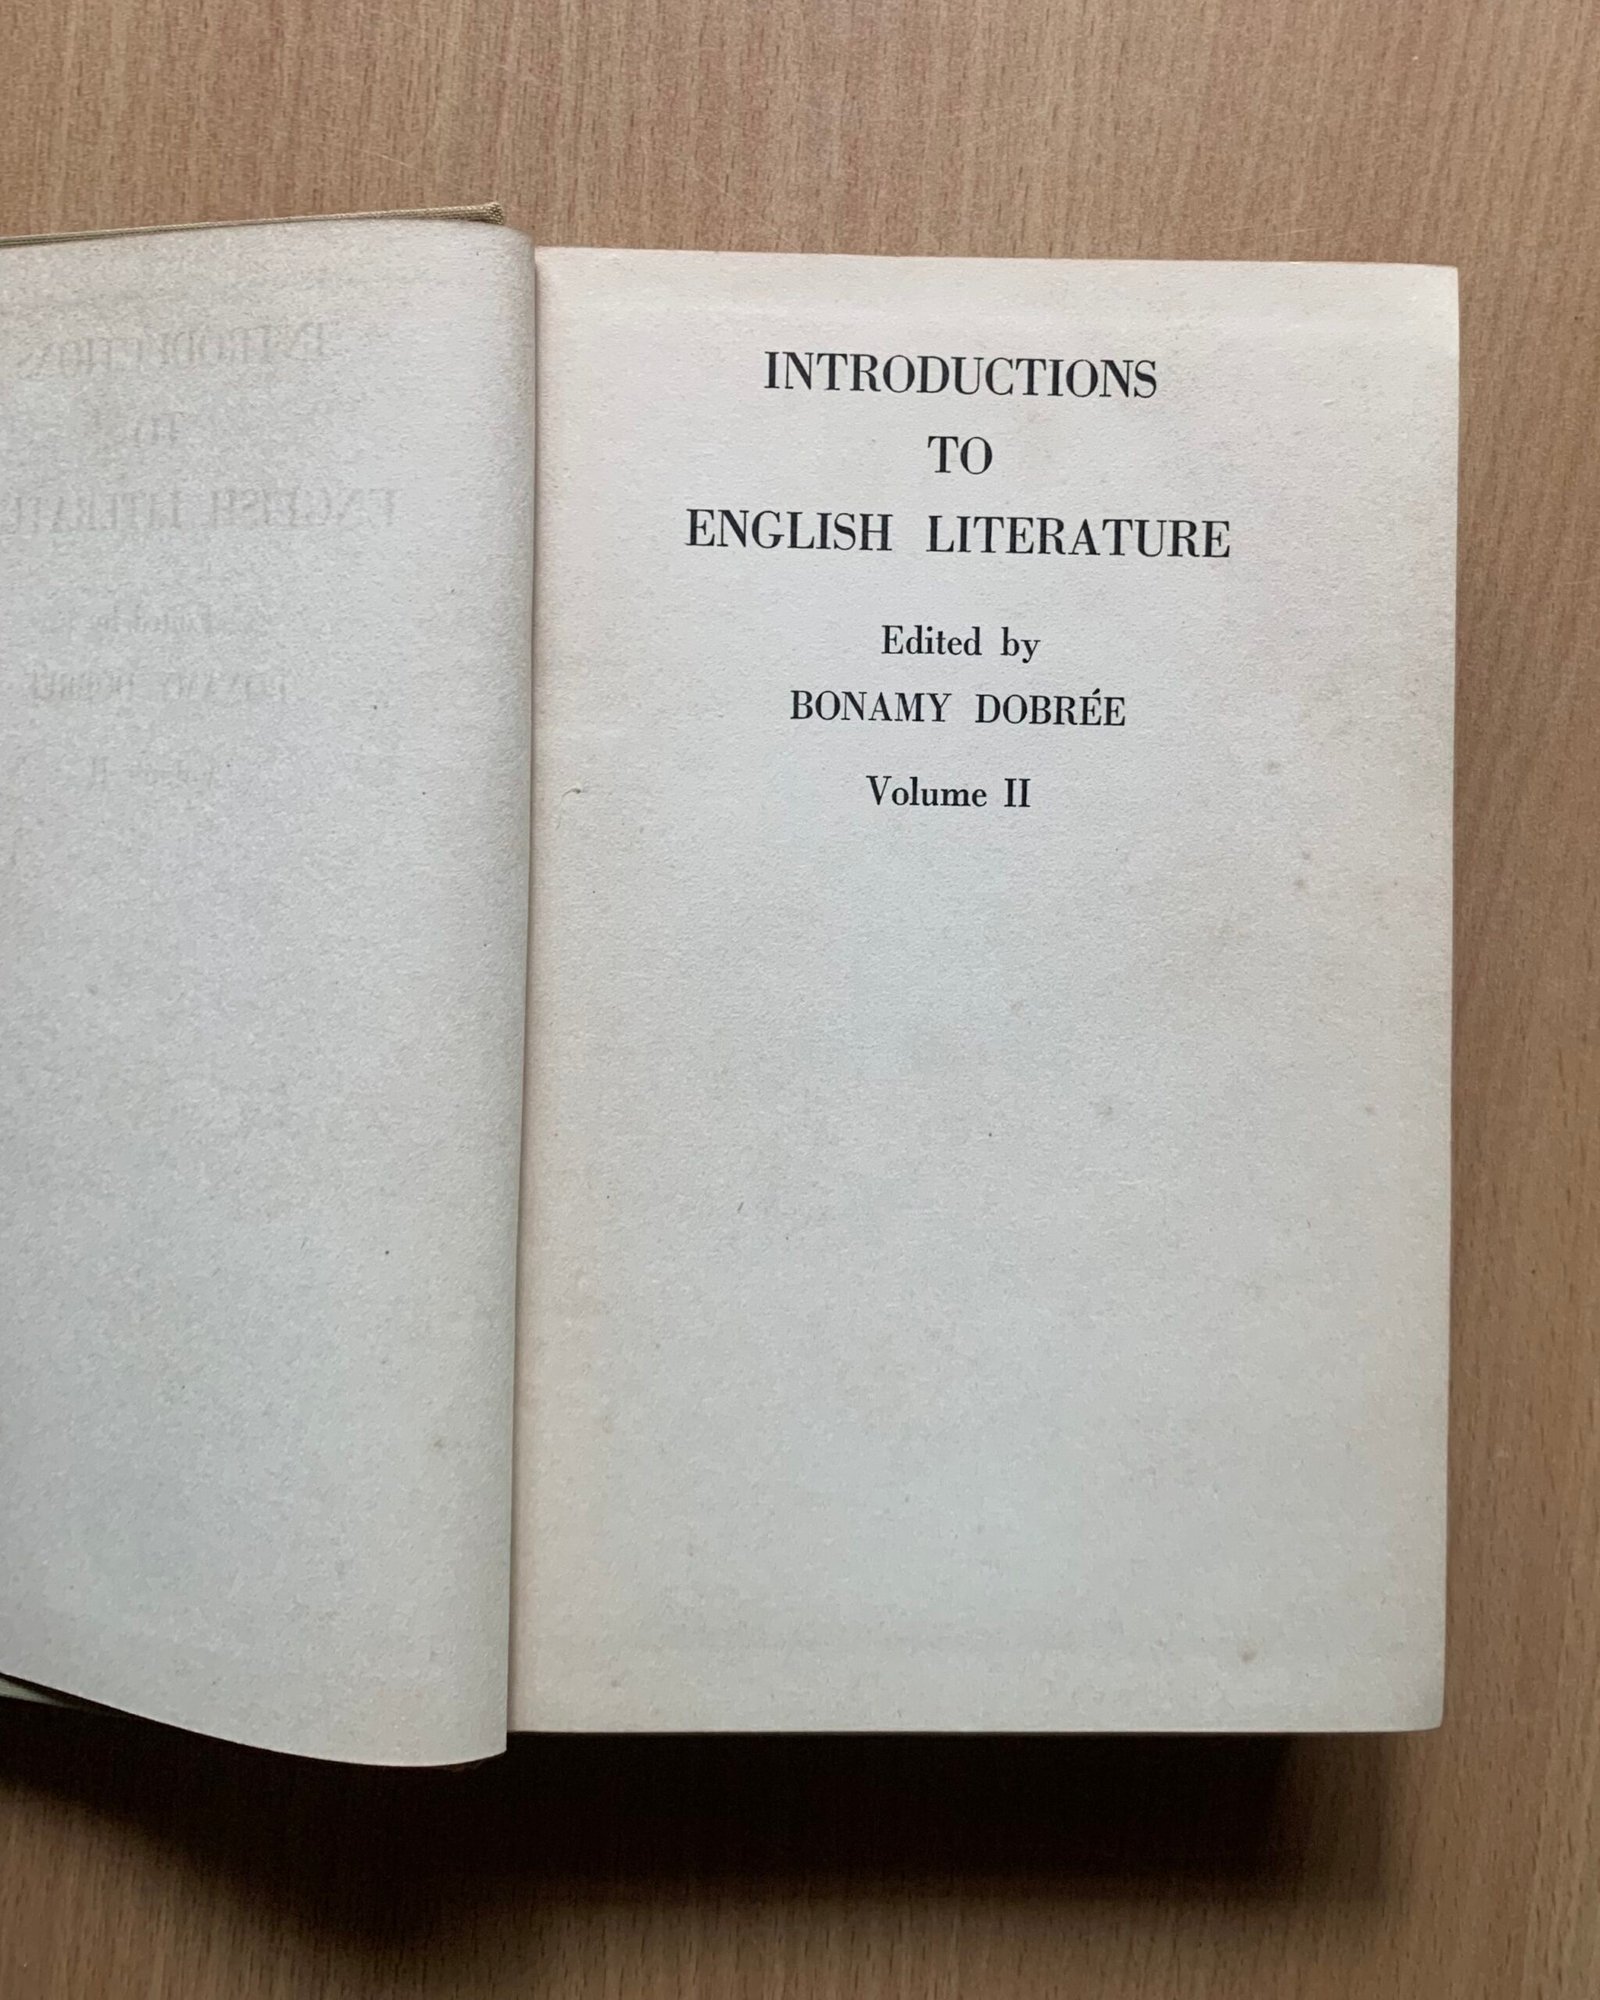 INTRODUCTIONS
TO
ENGLISH LITERATURE
Edited by
BONAMY DOBRÉE
Volume II